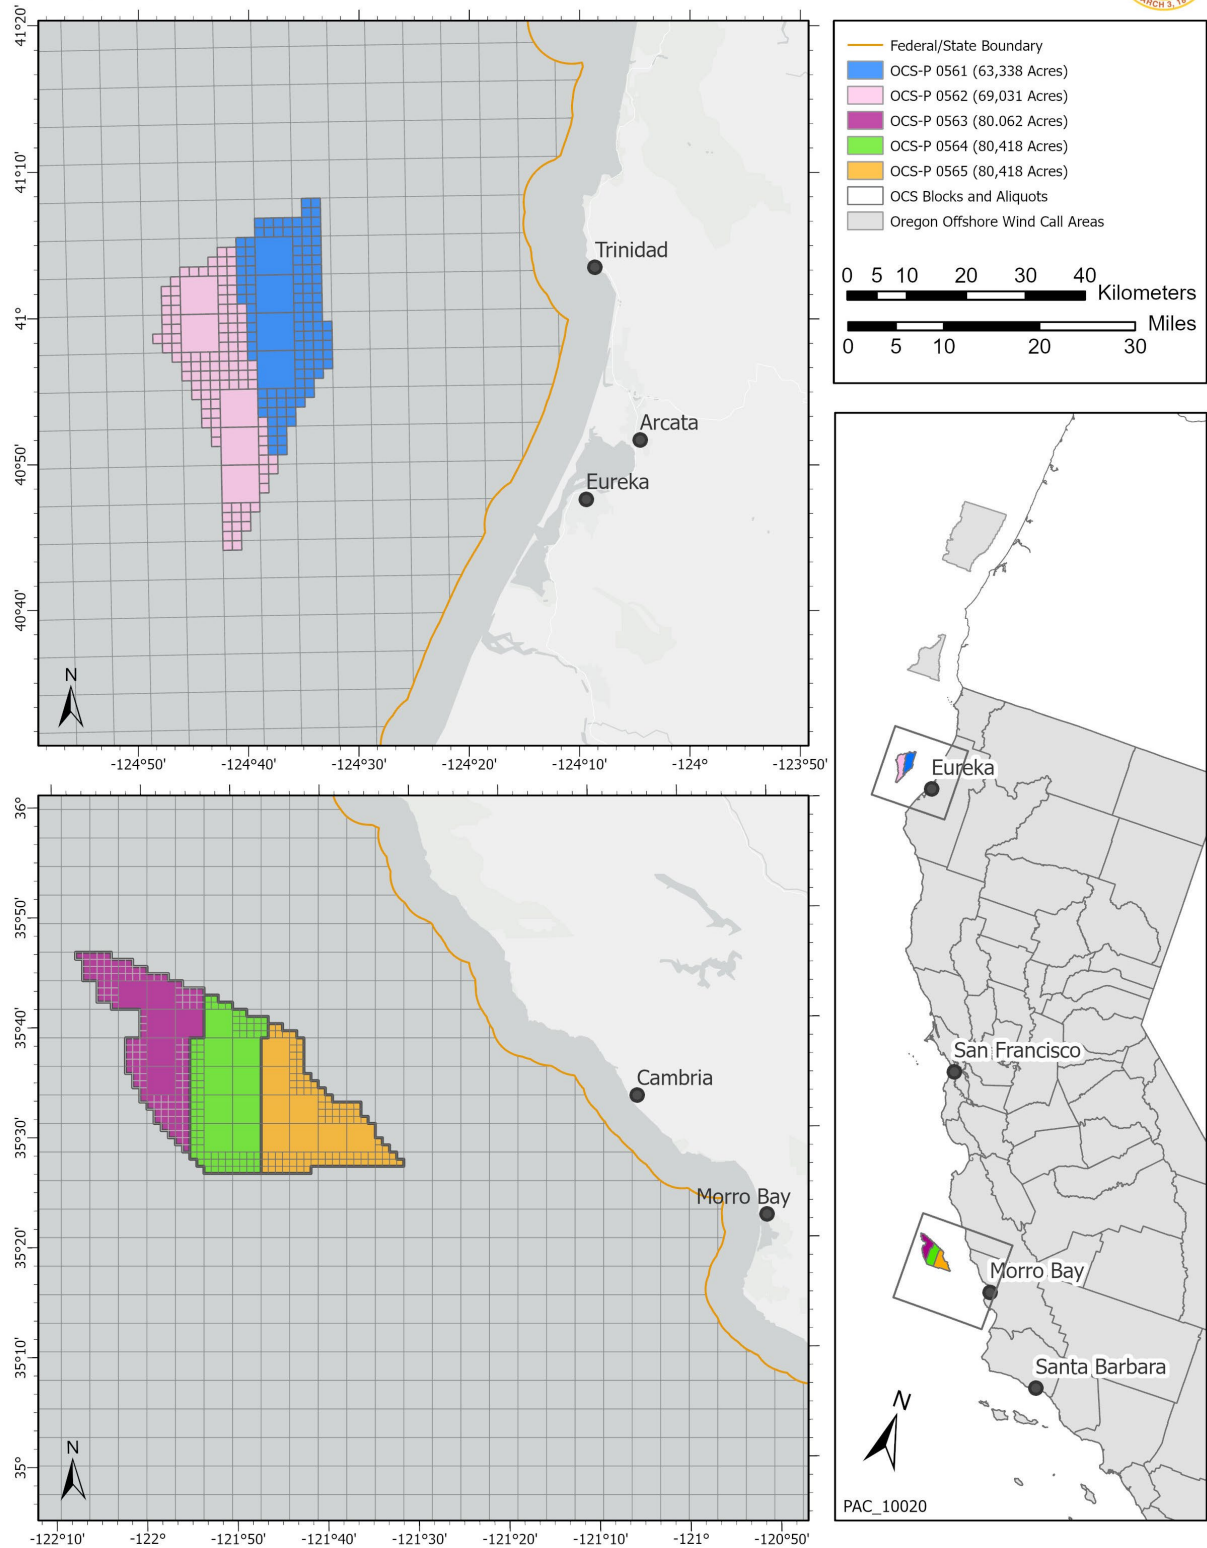 ARCH 3, 18
41°20'
41°10'
41°
40°50'
40°40'
Trinidad
Arcata
Eureka
N
-124°50' -124°40' -124°30' -124°20' -124°10' -124° -123°50'
Federal/State Boundary
OCS-P 0561 (63,338 Acres)
OCS-P 0562 (69,031 Acres)
OCS-P 0563 (80.062 Acres)
OCS-P 0564 (80,418 Acres)
OCS-P 0565 (80,418 Acres)
OCS Blocks and Aliquots
Oregon Offshore Wind Call Areas
0 5 10 20 30 40
Kilometers
Miles
0 5 10 20 30
36°
35°50'
35°40'
35°30'
35°20'
35°10'
35°
Cambria
Morro Bay
N
-122°10' -122° -121°50' -121°40' -121°30' -121°20' -121°10' -121° -120°50'
Eureka
San Francisco
Morro Bay
Santa Barbara
N
PAC_10020